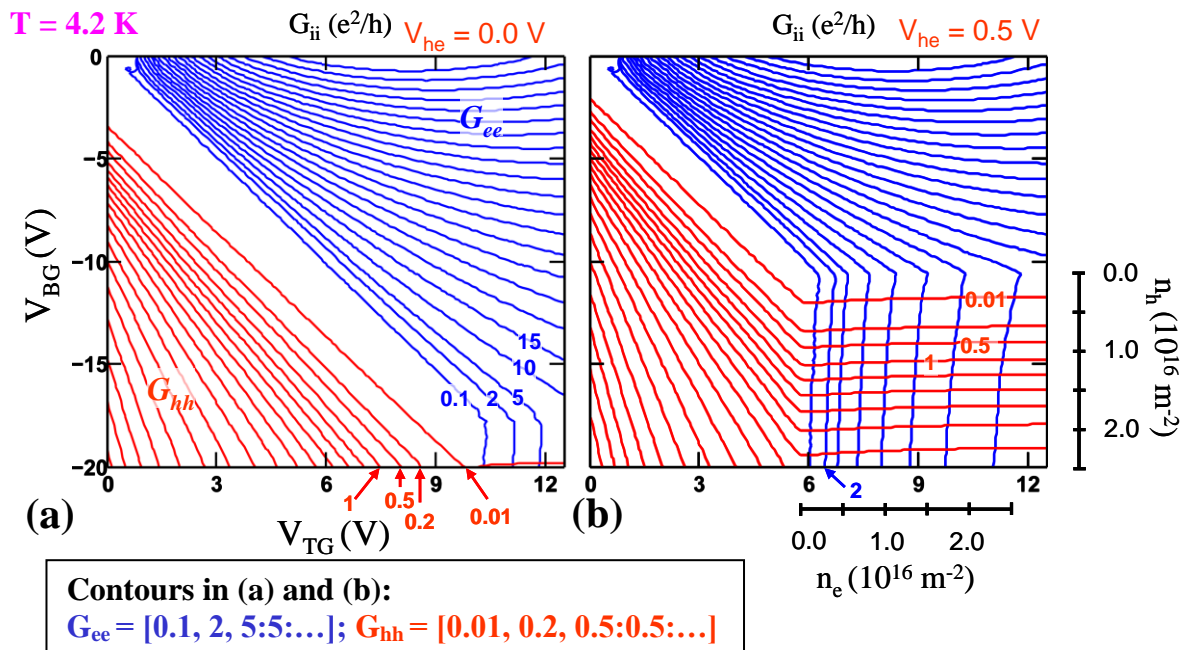 T = 4.2 K
G_ii (e²/h) V_he = 0.0 V
G_ii (e²/h) V_he = 0.5 V
V_BG (V)
0
−5
−10
−15
−20
G_ee
G_hh
15
10
0.1 2 5
0 3 6 9 12
1 0.5 0.2 0.01
(a)
V_TG (V)
0.01
0.5
1
0 3 6 9 12
2
(b)
0.0
1.0
2.0
n_h (10¹⁶ m⁻²)
0.0 1.0 2.0
n_e (10¹⁶ m⁻²)
Contours in (a) and (b):
G_ee = [0.1, 2, 5:5:…]; G_hh = [0.01, 0.2, 0.5:0.5:…]